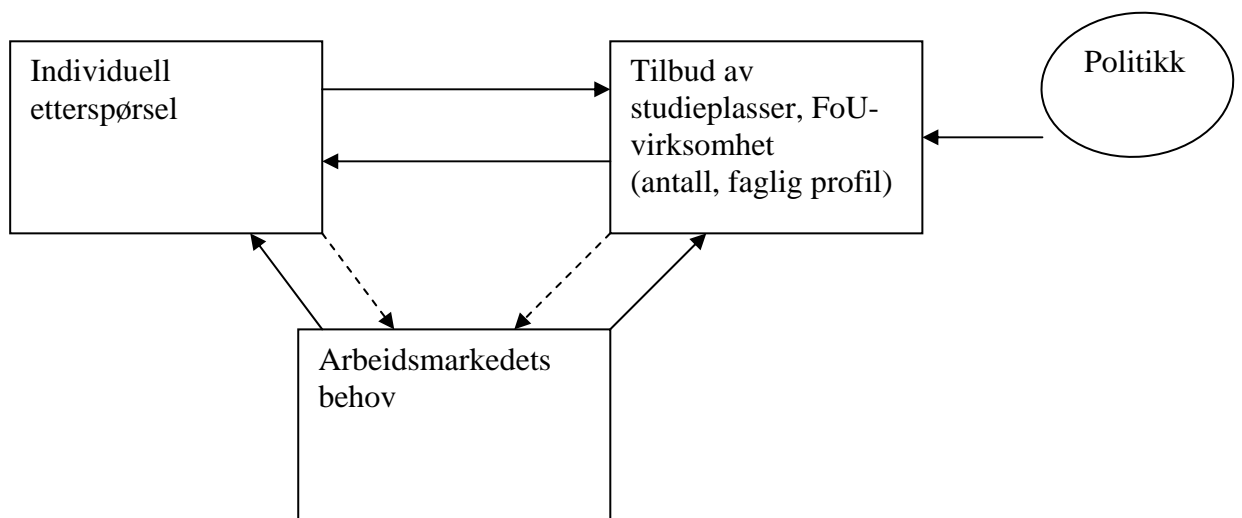 Individuell
etterspørsel
Tilbud av
studieplasser, FoU-
virksomhet
(antall, faglig profil)
Politikk
Arbeidsmarkedets
behov